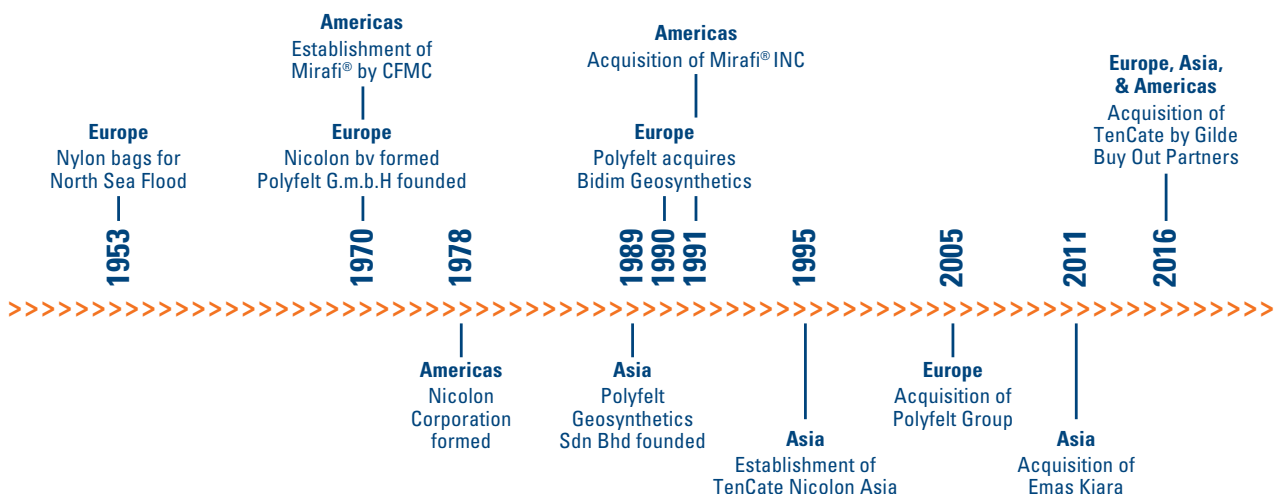 Americas
Establishment of
Mirafi® by CFMC
Americas
Acquisition of Mirafi® INC
Europe, Asia,
& Americas
Acquisition of
TenCate by Gilde
Buy Out Partners
Europe
Nylon bags for
North Sea Flood
Europe
Nicolon bv formed
Polyfelt G.m.b.H founded
Europe
Polyfelt acquires
Bidim Geosynthetics
1953
1970
1978
1989
1990
1991
1995
2005
2011
2016
Americas
Nicolon
Corporation
formed
Asia
Polyfelt
Geosynthetics
Sdn Bhd founded
Asia
Establishment of
TenCate Nicolon Asia
Europe
Acquisition of
Polyfelt Group
Asia
Acquisition of
Emas Kiara